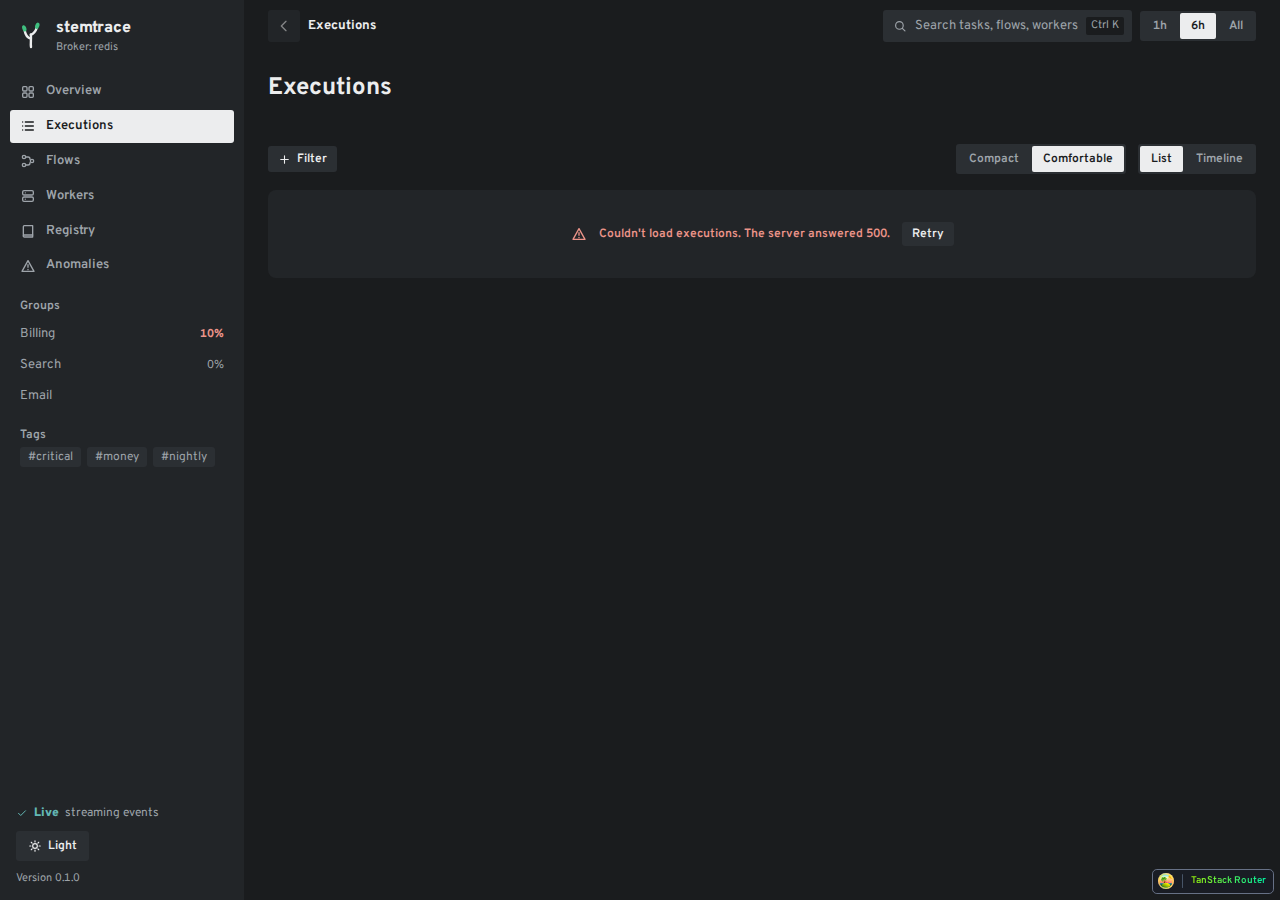 stemtrace
Broker: redis
Overview
Executions
Flows
Workers
Registry
Anomalies
Groups
Billing 10%
Search 0%
Email
Tags
#critical #money #nightly
Live streaming events
Light
Version 0.1.0
Executions
Search tasks, flows, workers Ctrl K
1h 6h All
Executions
Filter
Compact Comfortable
List Timeline
Couldn't load executions. The server answered 500. Retry
TanStack Router